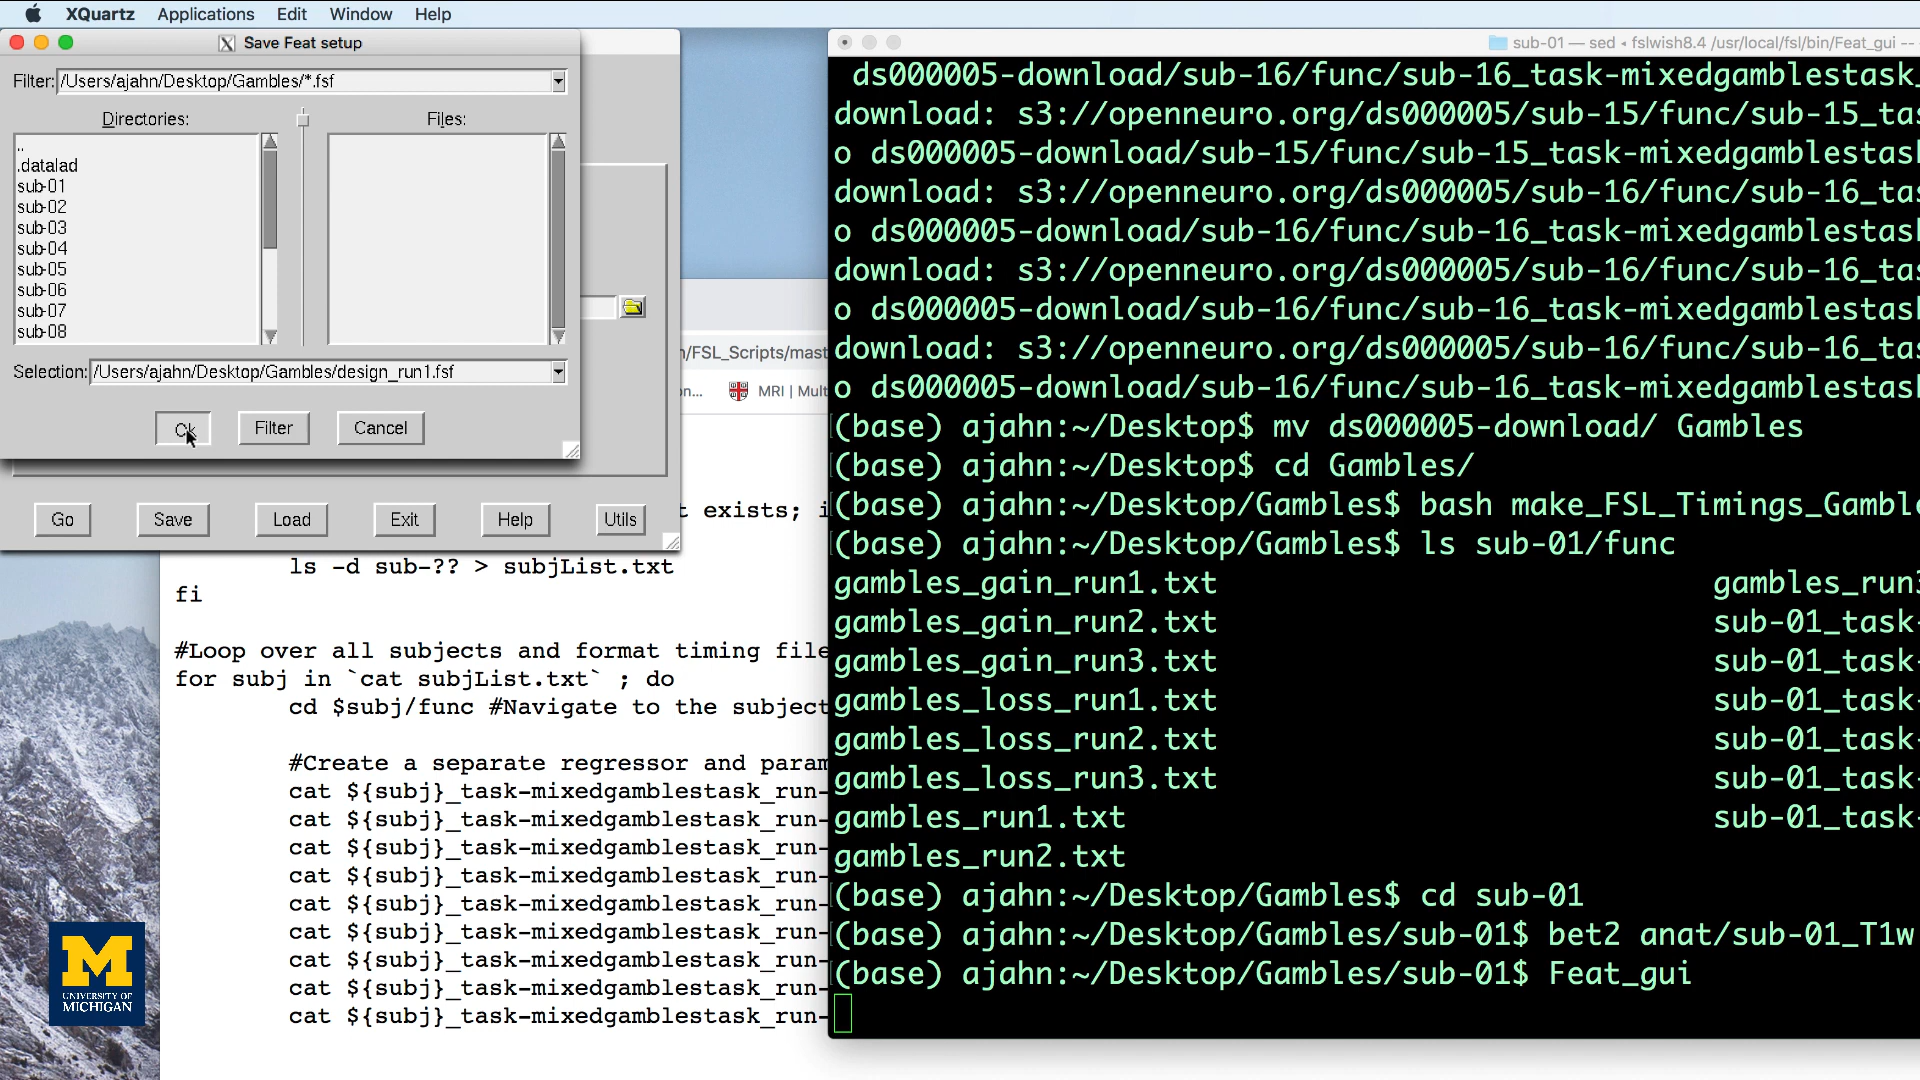 XQuartz Applications Edit Window Help
Save Feat setup
Filter: /Users/ajahn/Desktop/Gambles/*.fsf
Directories:
Files:
..
.datalad
sub-01
sub-02
sub-03
sub-04
sub-05
sub-06
sub-07
sub-08
Selection: /Users/ajahn/Desktop/Gambles/design_run1.fsf
Ok Filter Cancel
Go Save Load Exit Help Utils
/FSL_Scripts/mast
on... MRI | Mult
t exists; i
ls -d sub-?? > subjList.txt
fi
#Loop over all subjects and format timing file
for subj in `cat subjList.txt` ; do
cd $subj/func #Navigate to the subject
#Create a separate regressor and param
cat ${subj}_task-mixedgamblestask_run-
cat ${subj}_task-mixedgamblestask_run-
cat ${subj}_task-mixedgamblestask_run-
cat ${subj}_task-mixedgamblestask_run-
cat ${subj}_task-mixedgamblestask_run-
cat ${subj}_task-mixedgamblestask_run-
cat ${subj}_task-mixedgamblestask_run-
cat ${subj}_task-mixedgamblestask_run-
cat ${subj}_task-mixedgamblestask_run-
M
UNIVERSITY OF
MICHIGAN
sub-01 — sed ◂ fslwish8.4 /usr/local/fsl/bin/Feat_gui --
ds000005-download/sub-16/func/sub-16_task-mixedgamblestask_
download: s3://openneuro.org/ds000005/sub-15/func/sub-15_tas
o ds000005-download/sub-15/func/sub-15_task-mixedgamblestask
download: s3://openneuro.org/ds000005/sub-16/func/sub-16_tas
o ds000005-download/sub-16/func/sub-16_task-mixedgamblestask
download: s3://openneuro.org/ds000005/sub-16/func/sub-16_tas
o ds000005-download/sub-16/func/sub-16_task-mixedgamblestask
download: s3://openneuro.org/ds000005/sub-16/func/sub-16_tas
o ds000005-download/sub-16/func/sub-16_task-mixedgamblestask
(base) ajahn:~/Desktop$ mv ds000005-download/ Gambles
(base) ajahn:~/Desktop$ cd Gambles/
(base) ajahn:~/Desktop/Gambles$ bash make_FSL_Timings_Gamble
(base) ajahn:~/Desktop/Gambles$ ls sub-01/func
gambles_gain_run1.txt gambles_run3
gambles_gain_run2.txt sub-01_task-
gambles_gain_run3.txt sub-01_task-
gambles_loss_run1.txt sub-01_task-
gambles_loss_run2.txt sub-01_task-
gambles_loss_run3.txt sub-01_task-
gambles_run1.txt sub-01_task-
gambles_run2.txt
(base) ajahn:~/Desktop/Gambles$ cd sub-01
(base) ajahn:~/Desktop/Gambles/sub-01$ bet2 anat/sub-01_T1w
(base) ajahn:~/Desktop/Gambles/sub-01$ Feat_gui